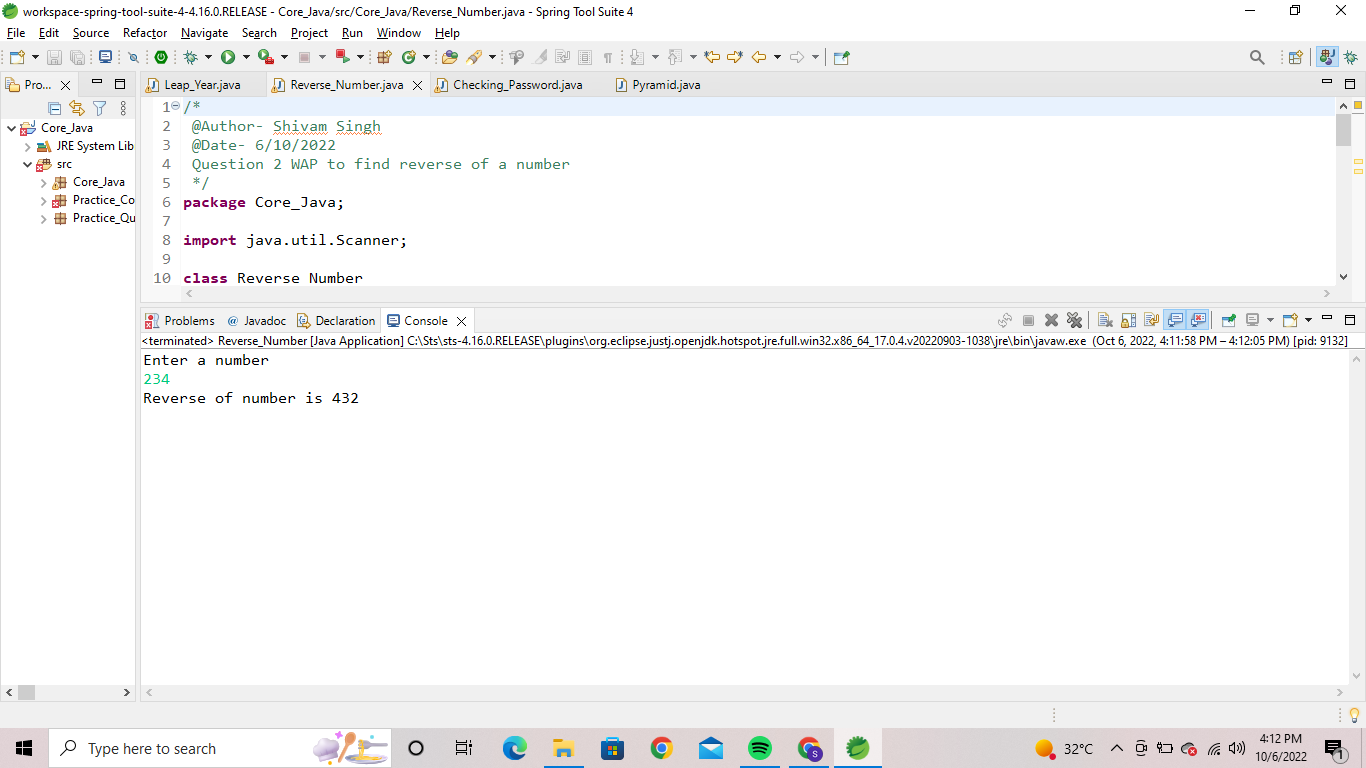 workspace-spring-tool-suite-4-4.16.0.RELEASE - Core_Java/src/Core_Java/Reverse_Number.java - Spring Tool Suite 4
File Edit Source Refactor Navigate Search Project Run Window Help
Pro...
Leap_Year.java Reverse_Number.java Checking_Password.java Pyramid.java
Core_Java
JRE System Lib
src
Core_Java
Practice_Co
Practice_Qu
1 /*
2 @Author- Shivam Singh
3 @Date- 6/10/2022
4 Question 2 WAP to find reverse of a number
5 */
6 package Core_Java;
7
8 import java.util.Scanner;
9
10 class Reverse_Number
Problems @ Javadoc Declaration Console
<terminated> Reverse_Number [Java Application] C:\Sts\sts-4.16.0.RELEASE\plugins\org.eclipse.justj.openjdk.hotspot.jre.full.win32.x86_64_17.0.4.v20220903-1038\jre\bin\javaw.exe (Oct 6, 2022, 4:11:58 PM – 4:12:05 PM) [pid: 9132]
Enter a number
234
Reverse of number is 432
Type here to search
S
32°C
4:12 PM
10/6/2022
1